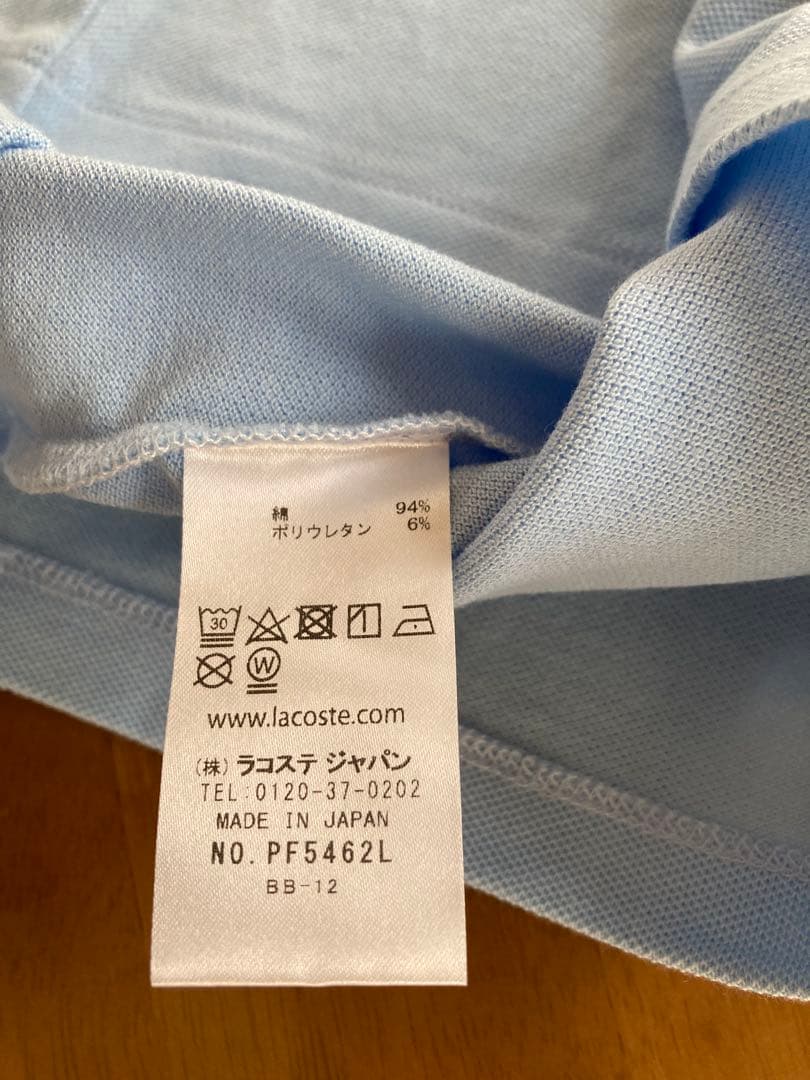 綿 94%
ポリウレタン 6%
30
W
www.lacoste.com
(株) ラコステ ジャパン
TEL:0120-37-0202
MADE IN JAPAN
NO. PF5462L
BB-12